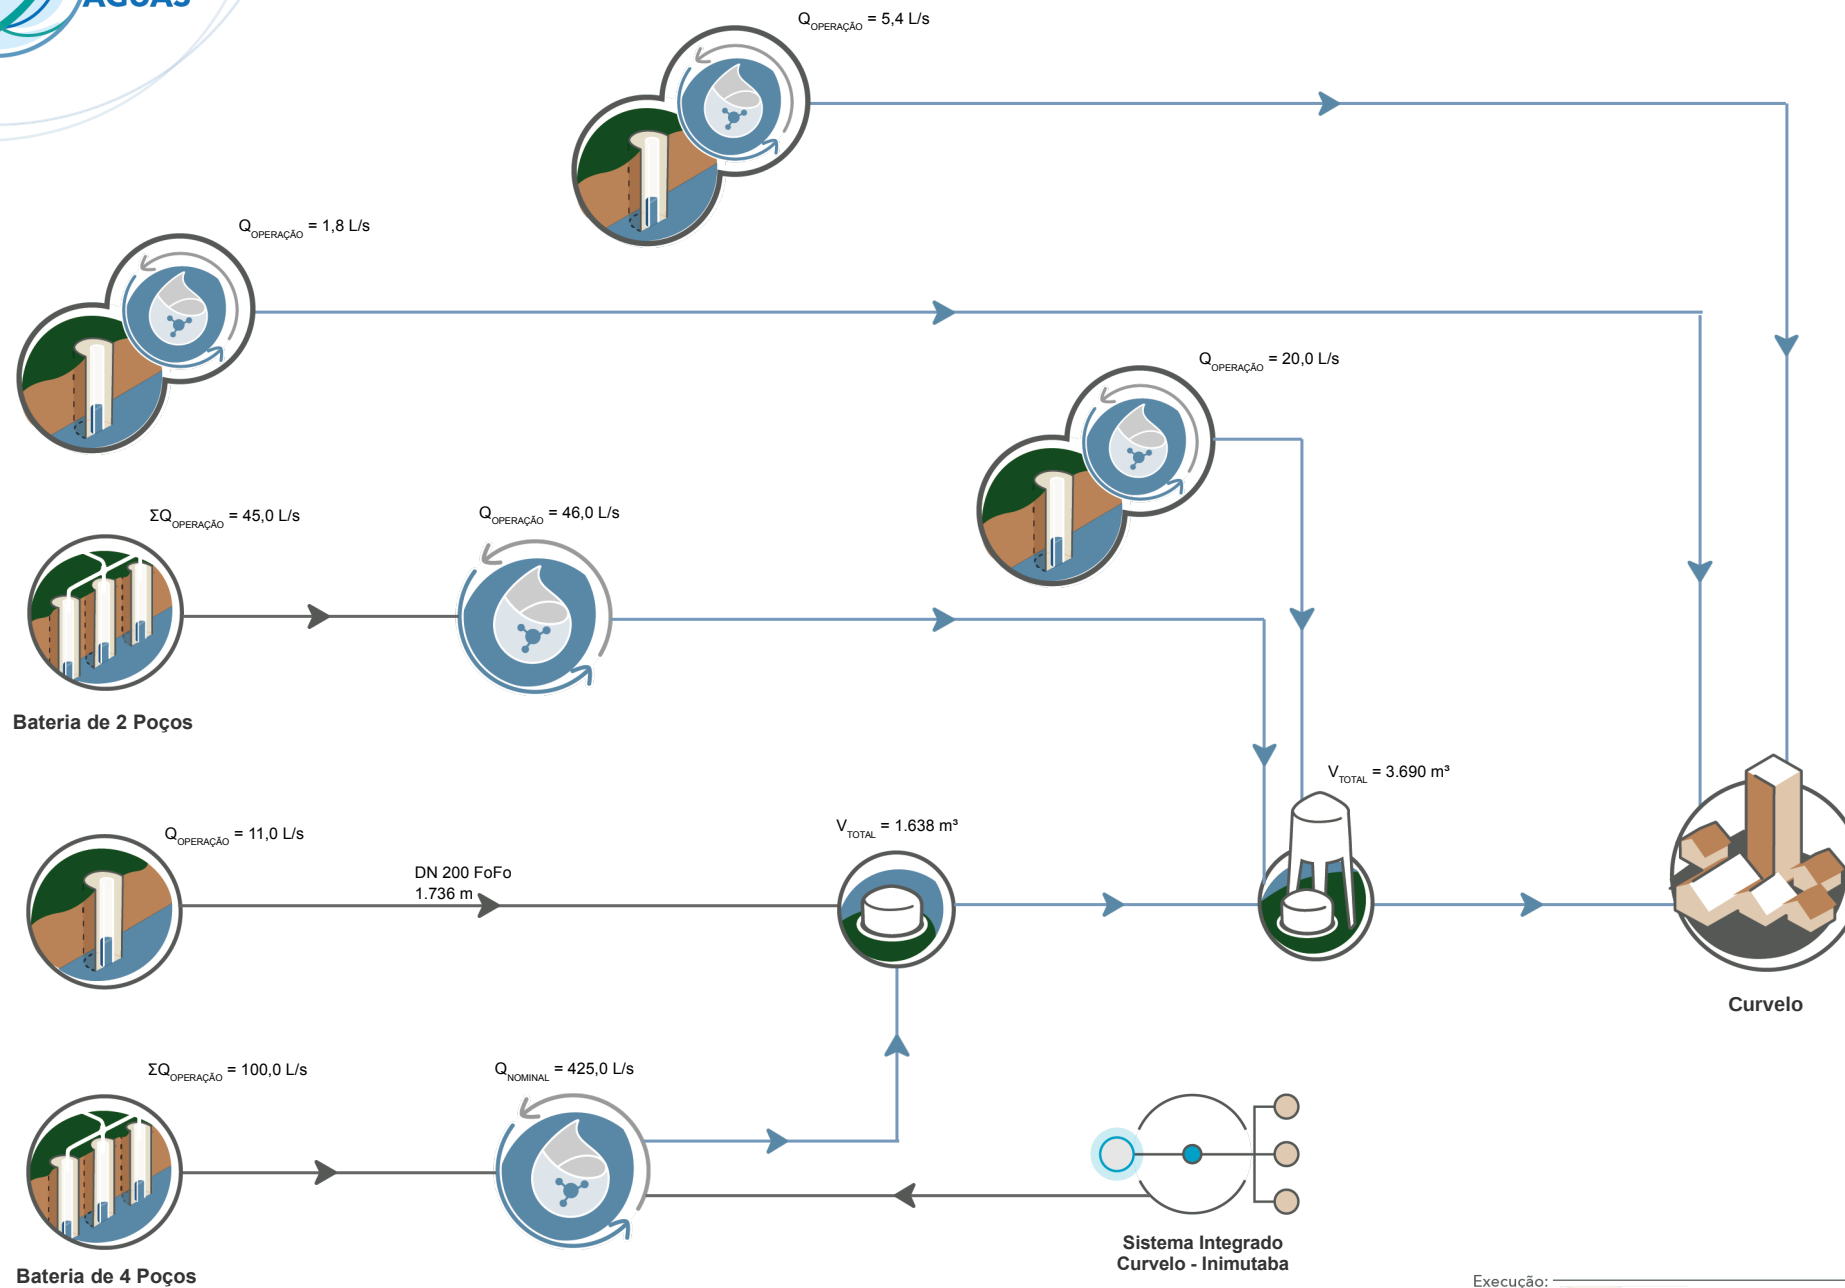 ÁGUAS
Q OPERAÇÃO = 5,4 L/s
Q OPERAÇÃO = 1,8 L/s
Q OPERAÇÃO = 20,0 L/s
ΣQ OPERAÇÃO = 45,0 L/s
Q OPERAÇÃO = 46,0 L/s
Bateria de 2 Poços
V TOTAL = 3.690 m³
Q OPERAÇÃO = 11,0 L/s
V TOTAL = 1.638 m³
DN 200 FoFo
1.736 m
Curvelo
ΣQ OPERAÇÃO = 100,0 L/s
Q NOMINAL = 425,0 L/s
Sistema Integrado
Curvelo - Inimutaba
Bateria de 4 Poços
Execução: